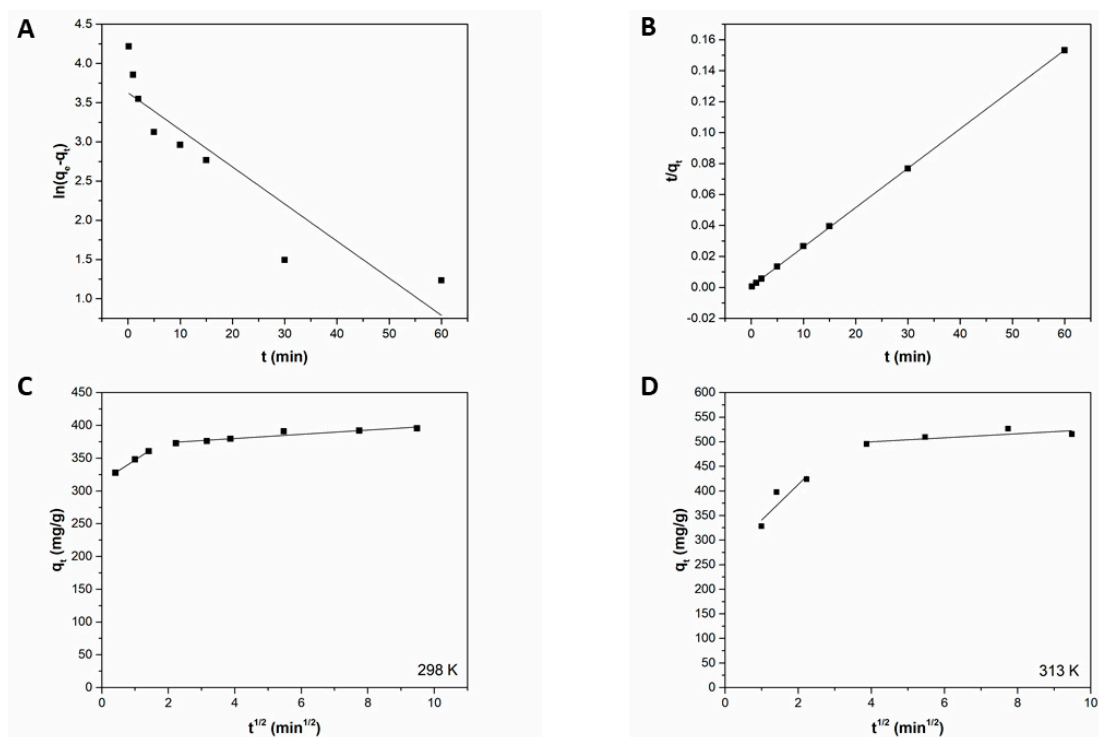 A
4.5
4.0
3.5
3.0
2.5
2.0
1.5
1.0
ln(qe-qt)
0 10 20 30 40 50 60
t (min)
B
0.16
0.14
0.12
0.10
0.08
0.06
0.04
0.02
0.00
-0.02
t/qt
0 10 20 30 40 50 60
t (min)
C
450
400
350
300
250
200
150
100
50
0
qt (mg/g)
298 K
0 2 4 6 8 10
t1/2 (min1/2)
D
600
550
500
450
400
350
300
250
200
150
100
50
0
qt (mg/g)
313 K
0 2 4 6 8 10
t1/2 (min1/2)